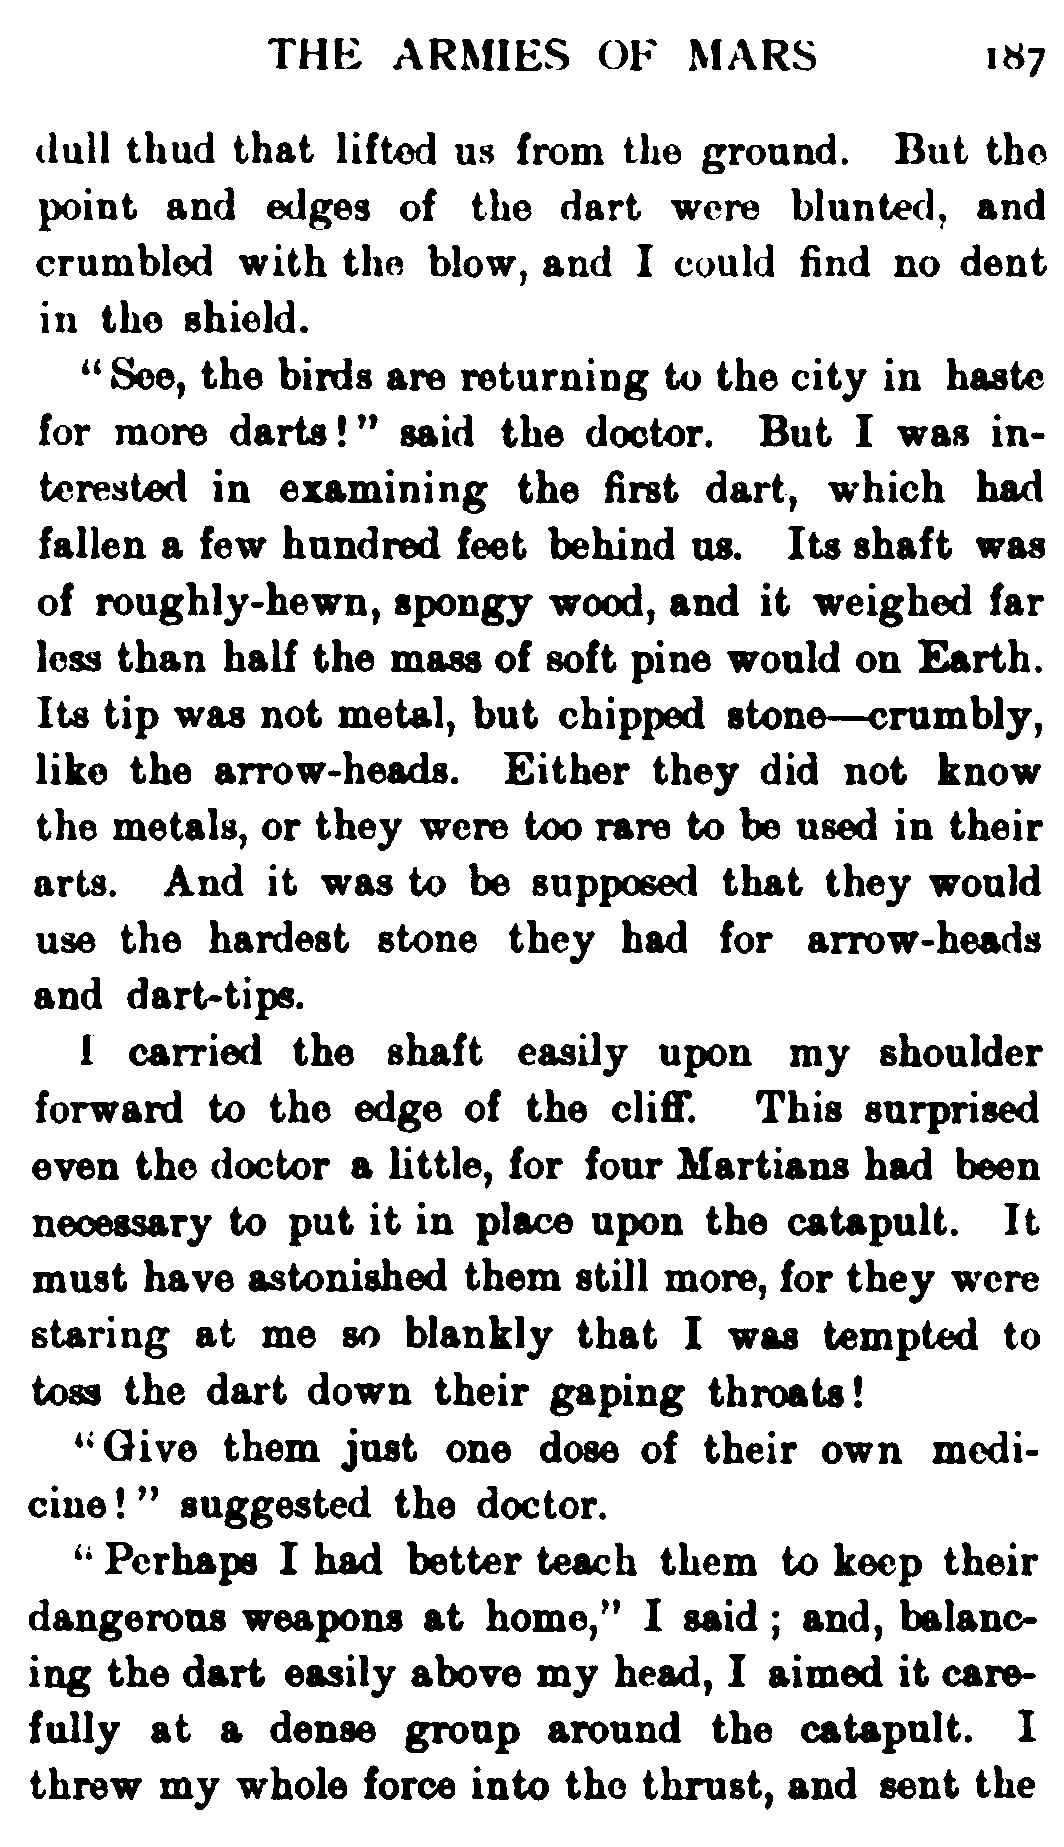 THE ARMIES OF MARS 187
dull thud that lifted us from the ground. But the
point and edges of the dart were blunted, and
crumbled with the blow, and I could find no dent
in the shield.
"See, the birds are returning to the city in haste
for more darts!" said the doctor. But I was in-
terested in examining the first dart, which had
fallen a few hundred feet behind us. Its shaft was
of roughly-hewn, spongy wood, and it weighed far
less than half the mass of soft pine would on Earth.
Its tip was not metal, but chipped stone—crumbly,
like the arrow-heads. Either they did not know
the metals, or they were too rare to be used in their
arts. And it was to be supposed that they would
use the hardest stone they had for arrow-heads
and dart-tips.
I carried the shaft easily upon my shoulder
forward to the edge of the cliff. This surprised
even the doctor a little, for four Martians had been
necessary to put it in place upon the catapult. It
must have astonished them still more, for they were
staring at me so blankly that I was tempted to
toss the dart down their gaping throats!
"Give them just one dose of their own medi-
cine!" suggested the doctor.
"Perhaps I had better teach them to keep their
dangerous weapons at home," I said; and, balanc-
ing the dart easily above my head, I aimed it care-
fully at a dense group around the catapult. I
threw my whole force into the thrust, and sent the